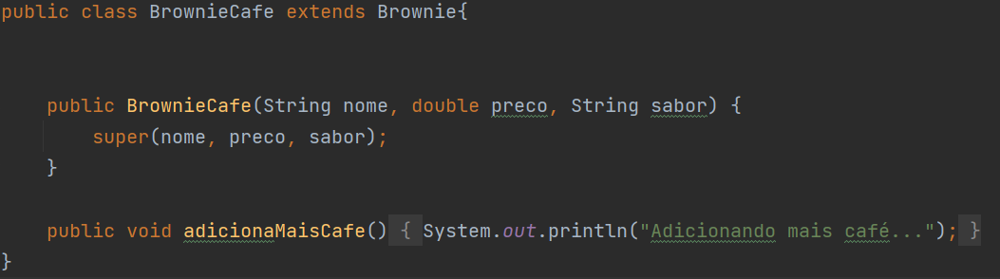 public class BrownieCafe extends Brownie{
public BrownieCafe(String nome, double preco, String sabor) {
super(nome, preco, sabor);
}
public void adicionaMaisCafe() { System.out.println("Adicionando mais café..."); }
}